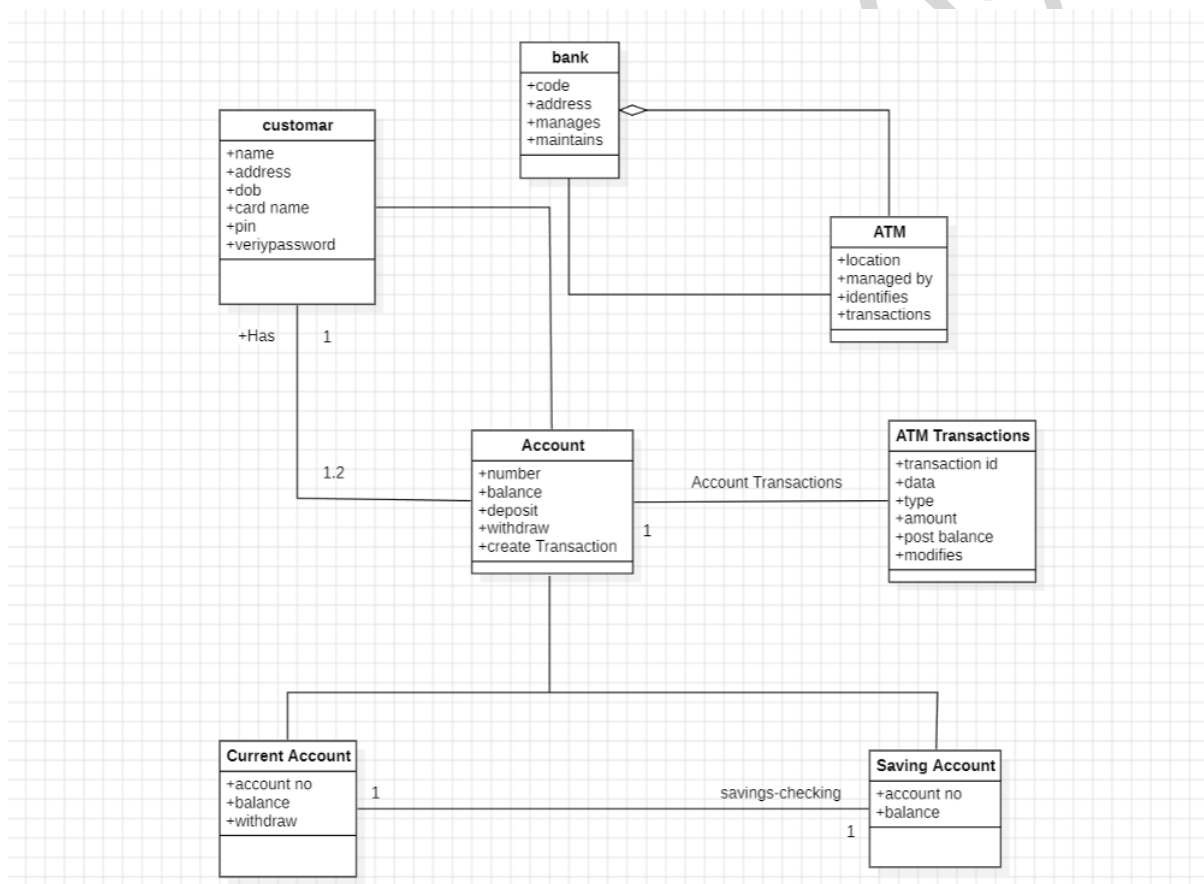 bank
+code
+address
+manages
+maintains
customar
+name
+address
+dob
+card name
+pin
+veriypassword
ATM
+location
+managed by
+identifies
+transactions
+Has
1
1.2
Account
+number
+balance
+deposit
+withdraw
+create Transaction
Account Transactions
1
ATM Transactions
+transaction id
+data
+type
+amount
+post balance
+modifies
Current Account
+account no
+balance
+withdraw
1
savings-checking
1
Saving Account
+account no
+balance